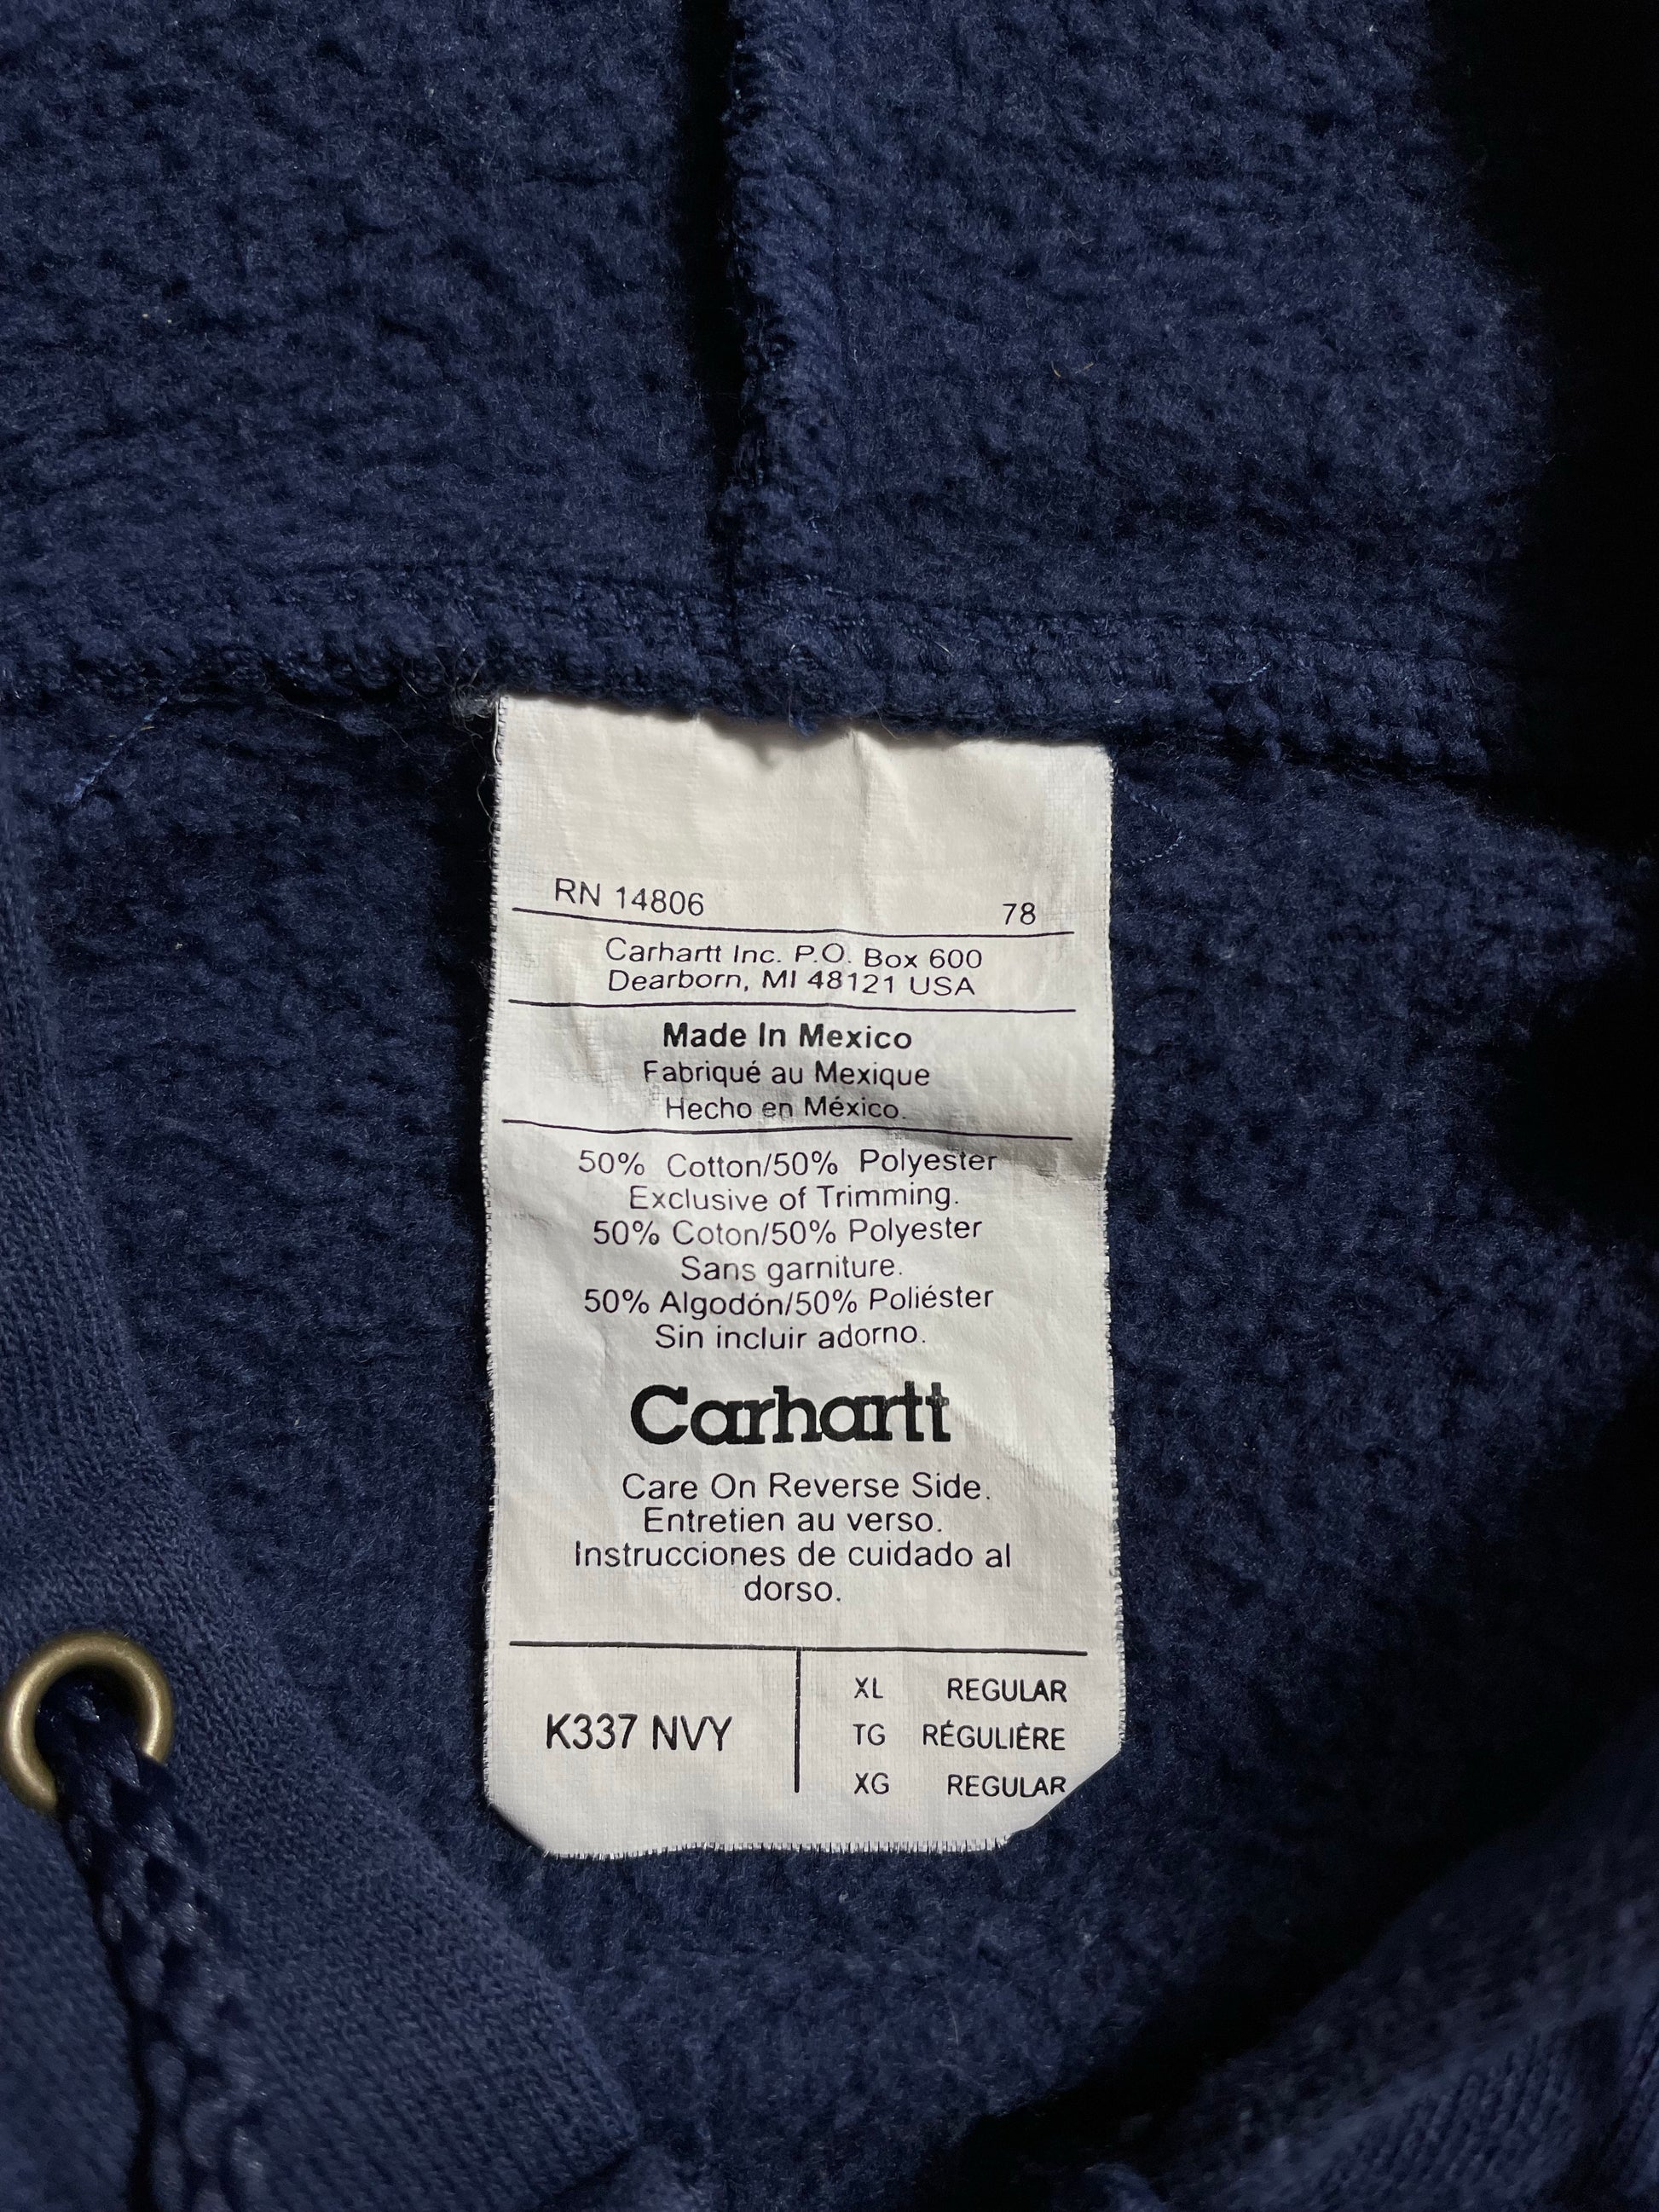 RN 14806 78
Carhartt Inc. P.O. Box 600
Dearborn, MI 48121 USA
Made In Mexico
Fabriqué au Mexique
Hecho en México.
50% Cotton/50% Polyester
Exclusive of Trimming.
50% Coton/50% Polyester
Sans garniture.
50% Algodón/50% Poliéster
Sin incluir adorno.
Carhartt
Care On Reverse Side.
Entretien au verso.
Instrucciones de cuidado al
dorso.
K337 NVY
XL REGULAR
TG RÉGULIÈRE
XG REGULAR